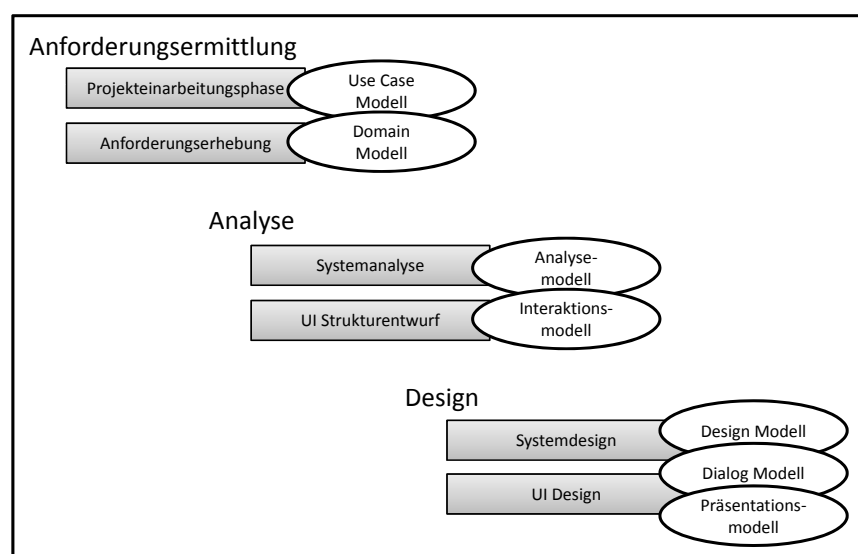 Anforderungsermittlung
Projekteinarbeitungsphase
Use Case
Modell
Anforderungserhebung
Domain
Modell
Analyse
Systemanalyse
Analyse-
modell
UI Strukturentwurf
Interaktions-
modell
Design
Systemdesign
Design Modell
UI Design
Dialog Modell
Präsentations-
modell